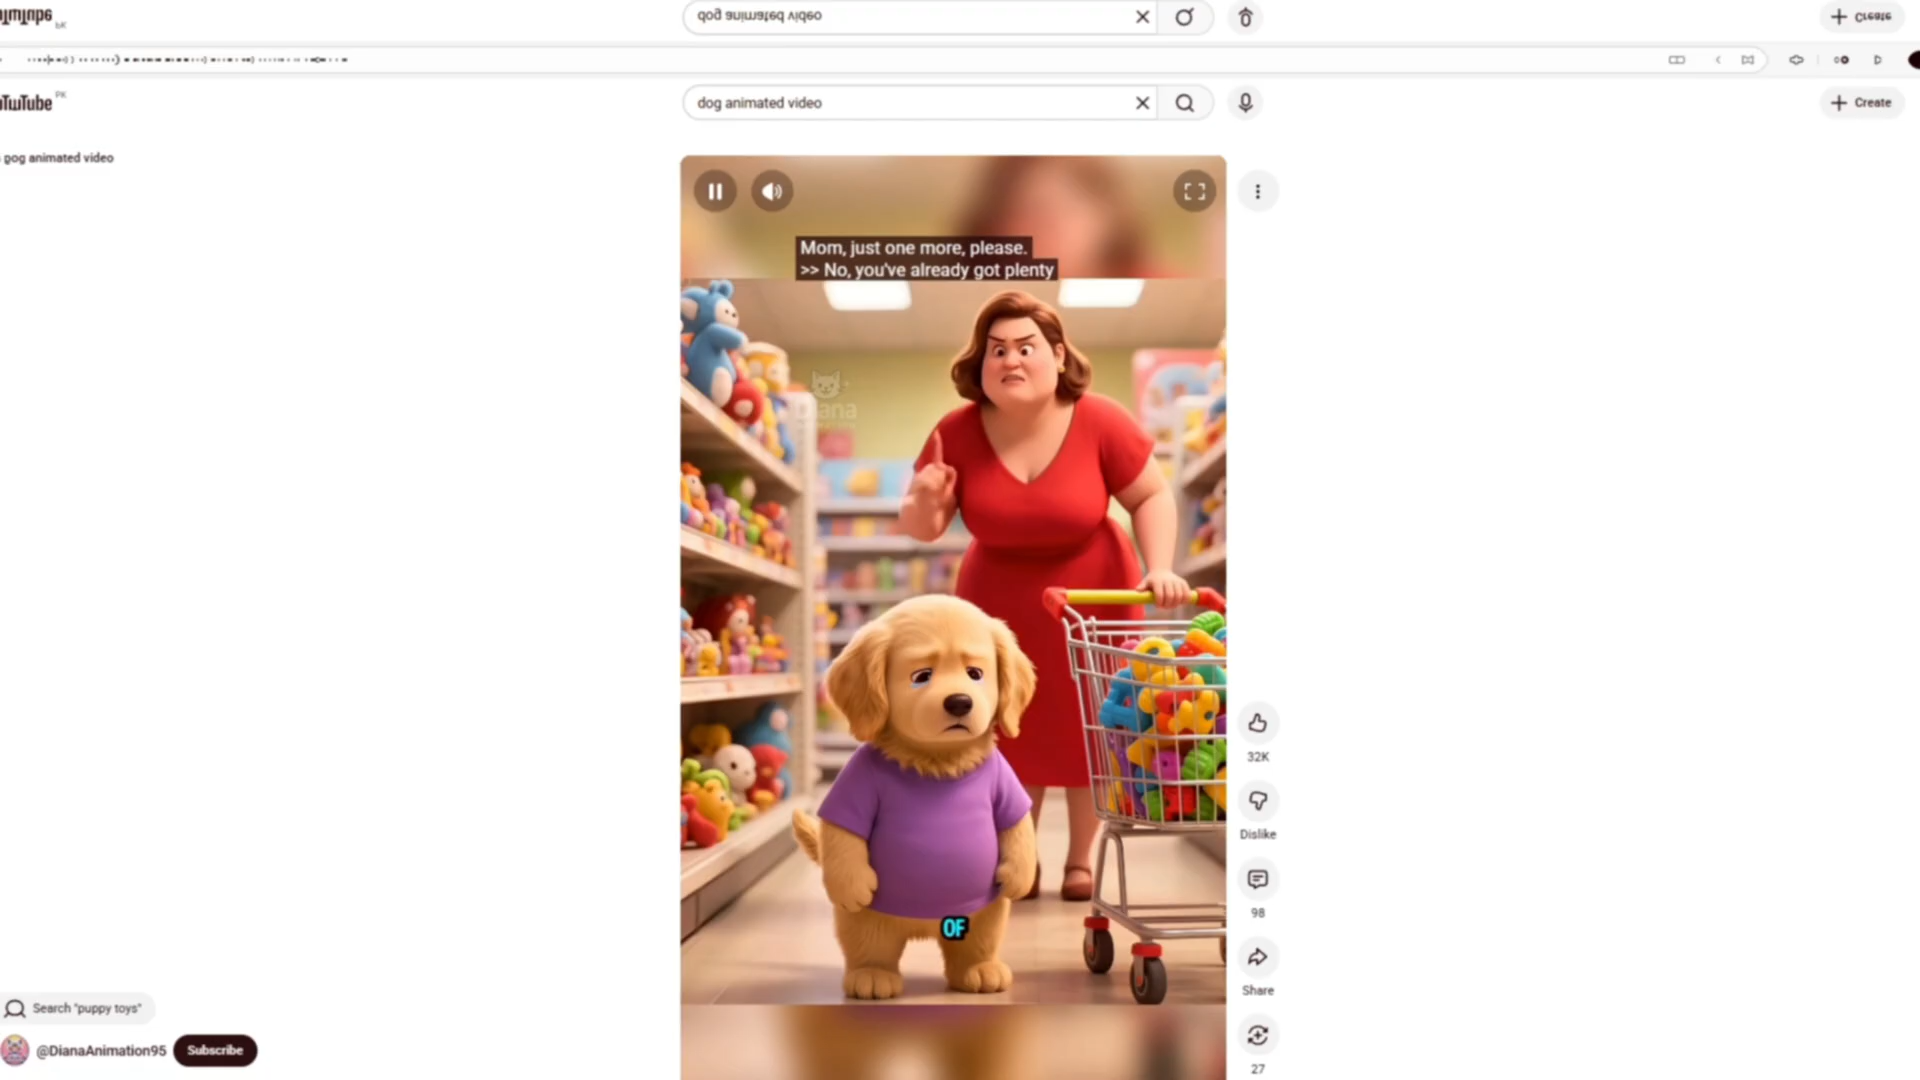 dog animated video
Create
PK
dog animated video
Create
dog animated video
Mom, just one more, please.
>> No, you've already got plenty
Diana
OF
32K
Dislike
98
Share
27
Search "puppy toys"
@DianaAnimation95
Subscribe